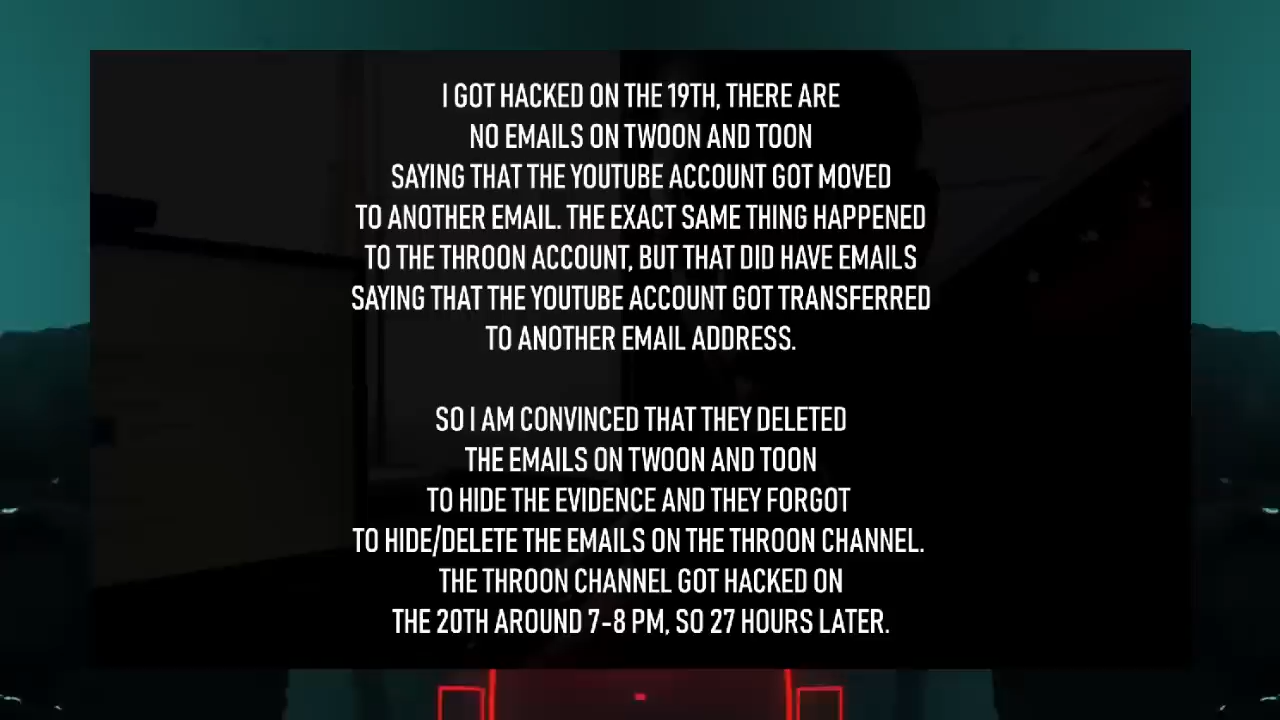 I GOT HACKED ON THE 19TH, THERE ARE
NO EMAILS ON TWOON AND TOON
SAYING THAT THE YOUTUBE ACCOUNT GOT MOVED
TO ANOTHER EMAIL. THE EXACT SAME THING HAPPENED
TO THE THROON ACCOUNT, BUT THAT DID HAVE EMAILS
SAYING THAT THE YOUTUBE ACCOUNT GOT TRANSFERRED
TO ANOTHER EMAIL ADDRESS.
SO I AM CONVINCED THAT THEY DELETED
THE EMAILS ON TWOON AND TOON
TO HIDE THE EVIDENCE AND THEY FORGOT
TO HIDE/DELETE THE EMAILS ON THE THROON CHANNEL.
THE THROON CHANNEL GOT HACKED ON
THE 20TH AROUND 7-8 PM, SO 27 HOURS LATER.